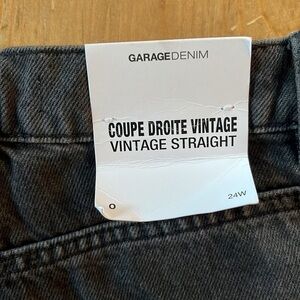 GARAGEDENIM
COUPE DROITE VINTAGE
VINTAGE STRAIGHT
0
24W